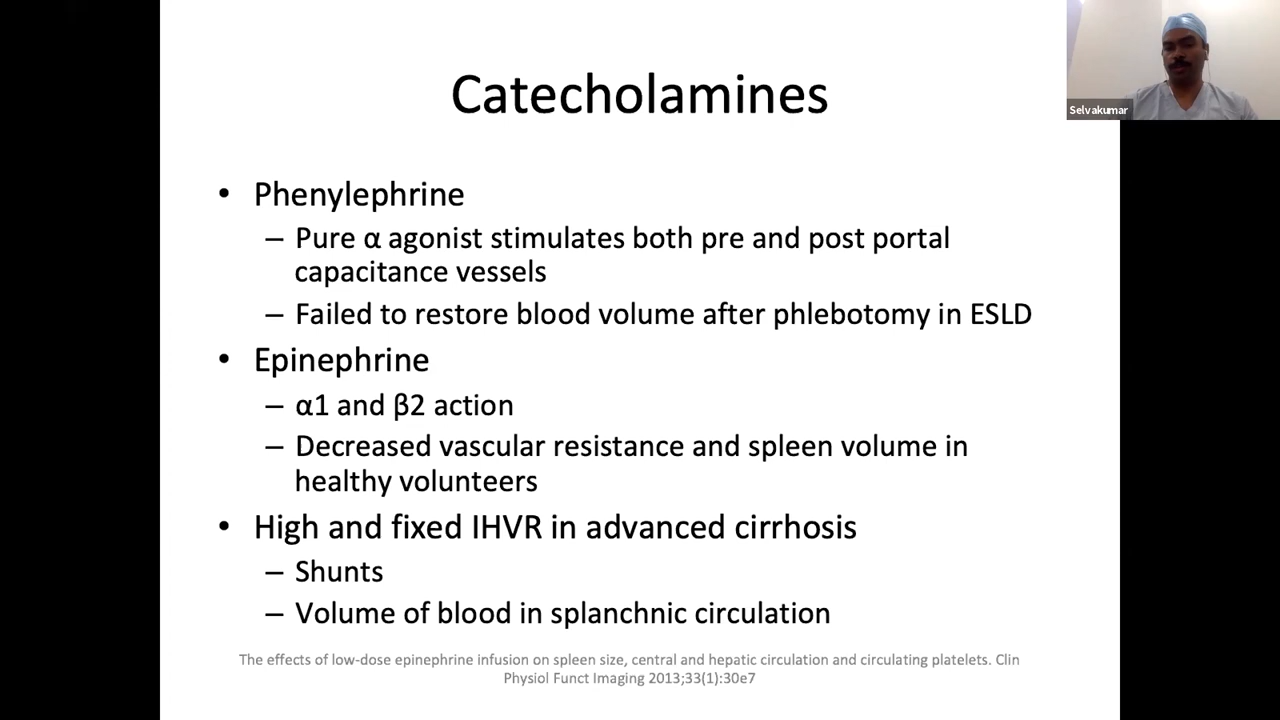 Catecholamines
Selvakumar
• Phenylephrine
– Pure α agonist stimulates both pre and post portal
capacitance vessels
– Failed to restore blood volume after phlebotomy in ESLD
• Epinephrine
– α1 and β2 action
– Decreased vascular resistance and spleen volume in
healthy volunteers
• High and fixed IHVR in advanced cirrhosis
– Shunts
– Volume of blood in splanchnic circulation
The effects of low-dose epinephrine infusion on spleen size, central and hepatic circulation and circulating platelets. Clin
Physiol Funct Imaging 2013;33(1):30e7